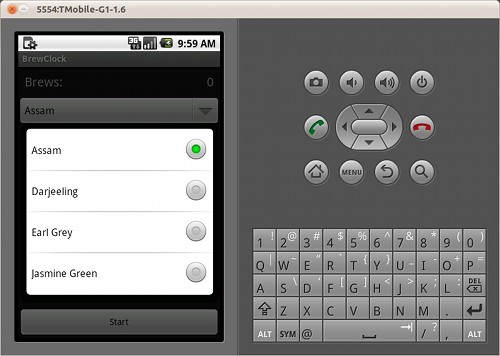 5554:TMobile-G1-1.6
3G 9:59 AM
BrewClock
Brews: 0
Assam
Assam
Darjeeling
Earl Grey
Jasmine Green
Start
MENU
1 ! 2 @ 3 # 4 $ 5 % 6 ^ 7 & 8 * 9 ( 0 )
Q | W ~ E " R ` T { Y } U _ I - O + P =
A S \ D ' F [ G ] H < J > K ; L : DEL
Z X C V B N M .
ALT SYM @ / ? , ALT